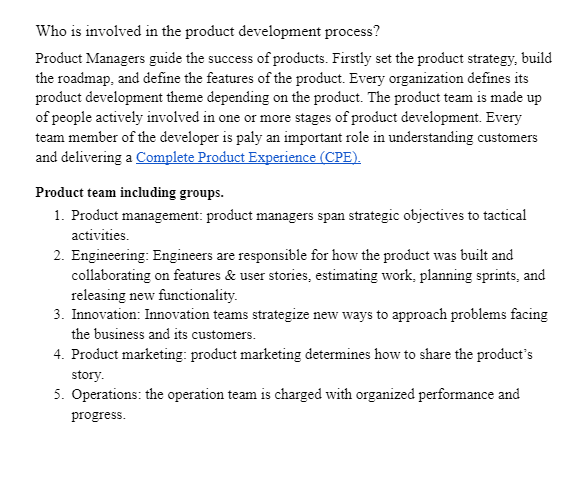 Who is involved in the product development process?
Product Managers guide the success of products. Firstly set the product strategy, build
the roadmap, and define the features of the product. Every organization defines its
product development theme depending on the product. The product team is made up
of people actively involved in one or more stages of product development. Every
team member of the developer is paly an important role in understanding customers
and delivering a Complete Product Experience (CPE).
Product team including groups.
1. Product management: product managers span strategic objectives to tactical
activities.
2. Engineering: Engineers are responsible for how the product was built and
collaborating on features & user stories, estimating work, planning sprints, and
releasing new functionality.
3. Innovation: Innovation teams strategize new ways to approach problems facing
the business and its customers.
4. Product marketing: product marketing determines how to share the product’s
story.
5. Operations: the operation team is charged with organized performance and
progress.